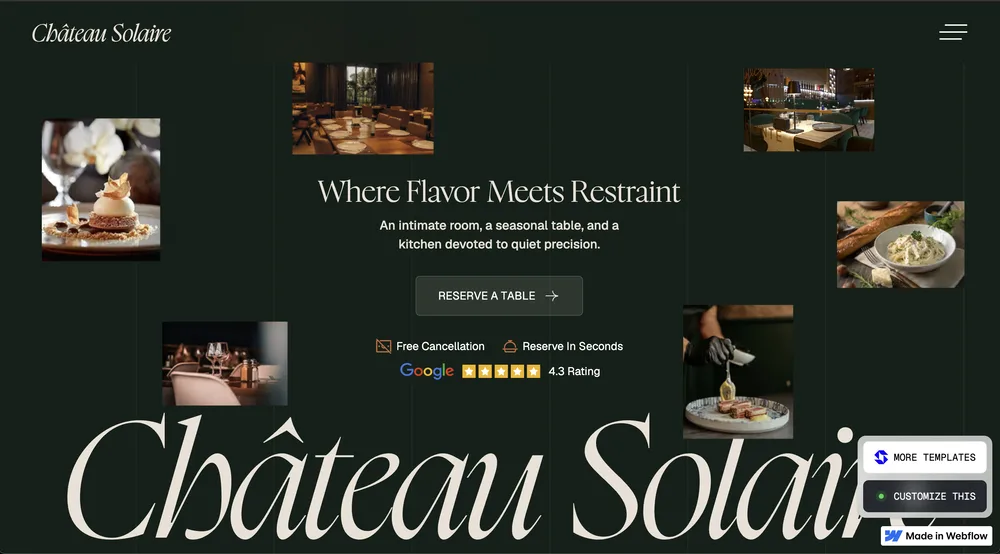 Château Solaire
Where Flavor Meets Restraint
An intimate room, a seasonal table, and a
kitchen devoted to quiet precision.
RESERVE A TABLE
Free Cancellation
Reserve In Seconds
Google 4.3 Rating
Château Solaire
MORE TEMPLATES
CUSTOMIZE THIS
Made in Webflow